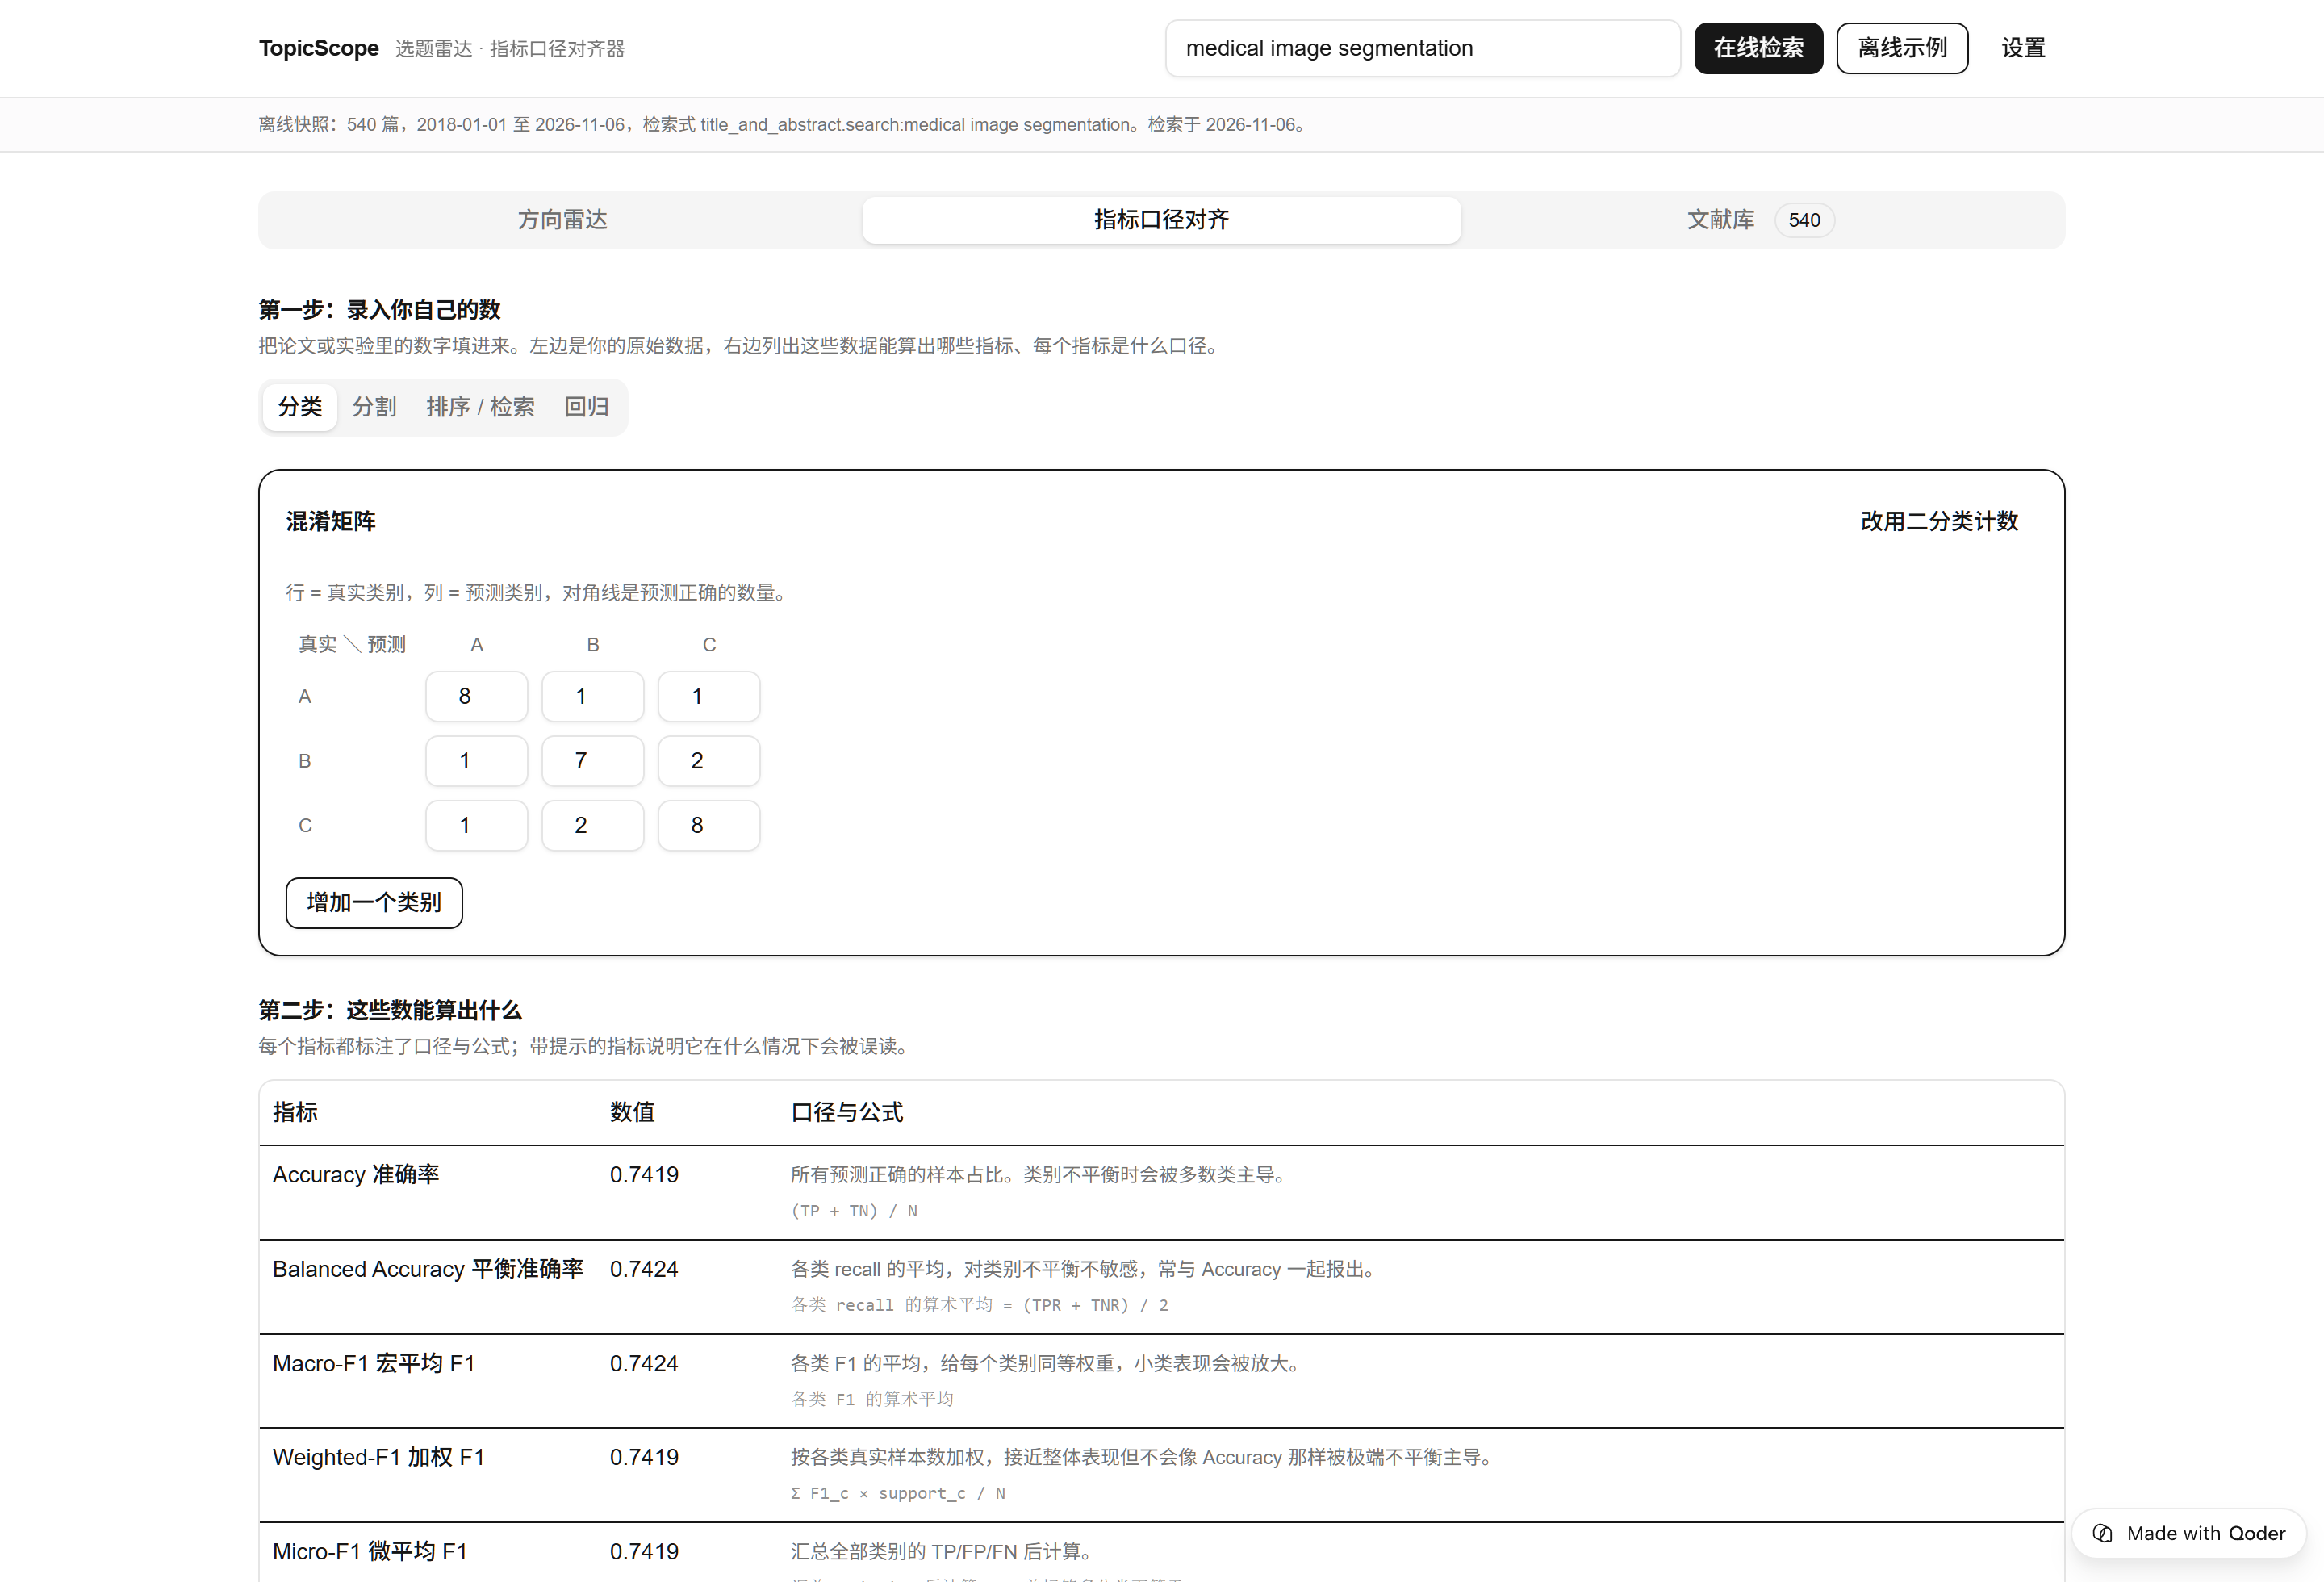 TopicScope 选题雷达 · 指标口径对齐器 medical image segmentation 在线检索 离线示例 设置
离线快照：540 篇，2018-01-01 至 2026-11-06，检索式 title_and_abstract.search:medical image segmentation。检索于 2026-11-06。
方向雷达 指标口径对齐 文献库 540
第一步：录入你自己的数
把论文或实验里的数字填进来。左边是你的原始数据，右边列出这些数据能算出哪些指标、每个指标是什么口径。
分类 分割 排序 / 检索 回归
混淆矩阵 改用二分类计数
行 = 真实类别，列 = 预测类别，对角线是预测正确的数量。
真实 ＼ 预测 A B C
A 8 1 1
B 1 7 2
C 1 2 8
增加一个类别
第二步：这些数能算出什么
每个指标都标注了口径与公式；带提示的指标说明它在什么情况下会被误读。
指标 数值 口径与公式
Accuracy 准确率 0.7419 所有预测正确的样本占比。类别不平衡时会被多数类主导。
(TP + TN) / N
Balanced Accuracy 平衡准确率 0.7424 各类 recall 的平均，对类别不平衡不敏感，常与 Accuracy 一起报出。
各类 recall 的算术平均 = (TPR + TNR) / 2
Macro-F1 宏平均 F1 0.7424 各类 F1 的平均，给每个类别同等权重，小类表现会被放大。
各类 F1 的算术平均
Weighted-F1 加权 F1 0.7419 按各类真实样本数加权，接近整体表现但不会像 Accuracy 那样被极端不平衡主导。
Σ F1_c × support_c / N
Micro-F1 微平均 F1 0.7419 汇总全部类别的 TP/FP/FN 后计算。
Made with Qoder